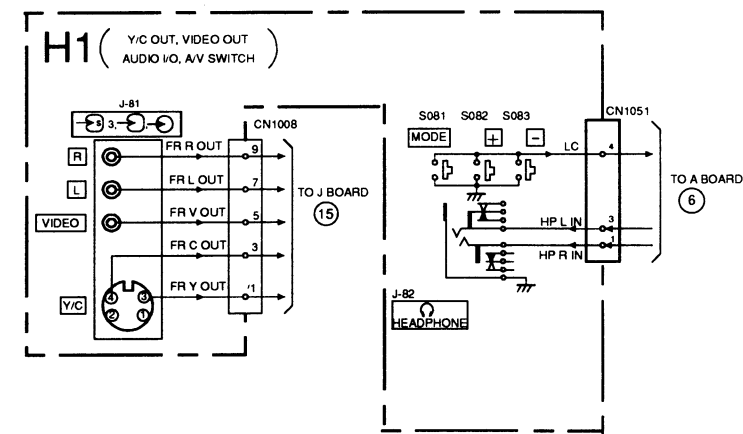 H1
Y/C OUT, VIDEO OUT
AUDIO I/O, A/V SWITCH
J-81
S 3,
CN1008
R
FR R OUT
9
L
FR L OUT
7
TO J BOARD
15
VIDEO
FR V OUT
5
FR C OUT
3
Y/C
4
3
2
1
FR Y OUT
1
S081
S082
S083
MODE
+
-
LC
CN1051
4
TO A BOARD
6
HP L IN
3
HP R IN
1
J-82
HEADPHONE